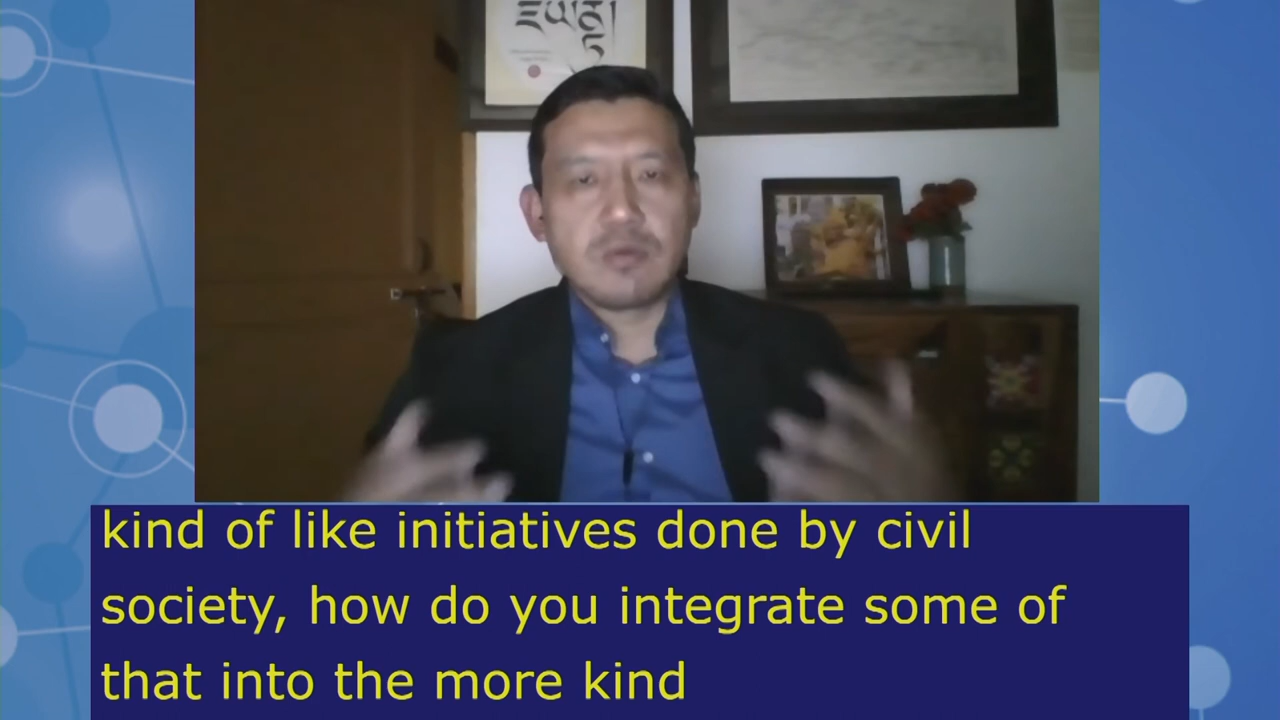 kind of like initiatives done by civil
society, how do you integrate some of
that into the more kind